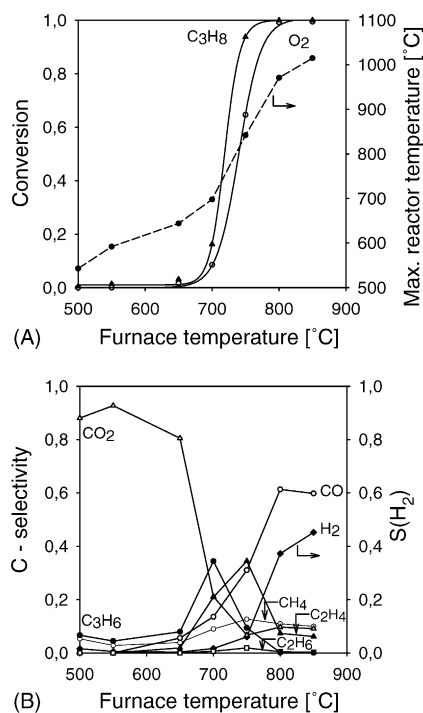 C3H8
O2
1,0
0,8
0,6
0,4
0,2
0,0
Conversion
1100
1000
900
800
700
600
500
Max. reactor temperature [°C]
500
600
700
800
900
(A)
Furnace temperature [°C]
1,0
0,8
0,6
0,4
0,2
0,0
C - selectivity
1,0
0,8
0,6
0,4
0,2
0,0
S(H2)
CO2
CO
H2
CH4
C2H4
C3H6
C2H6
500
600
700
800
900
(B)
Furnace temperature [°C]